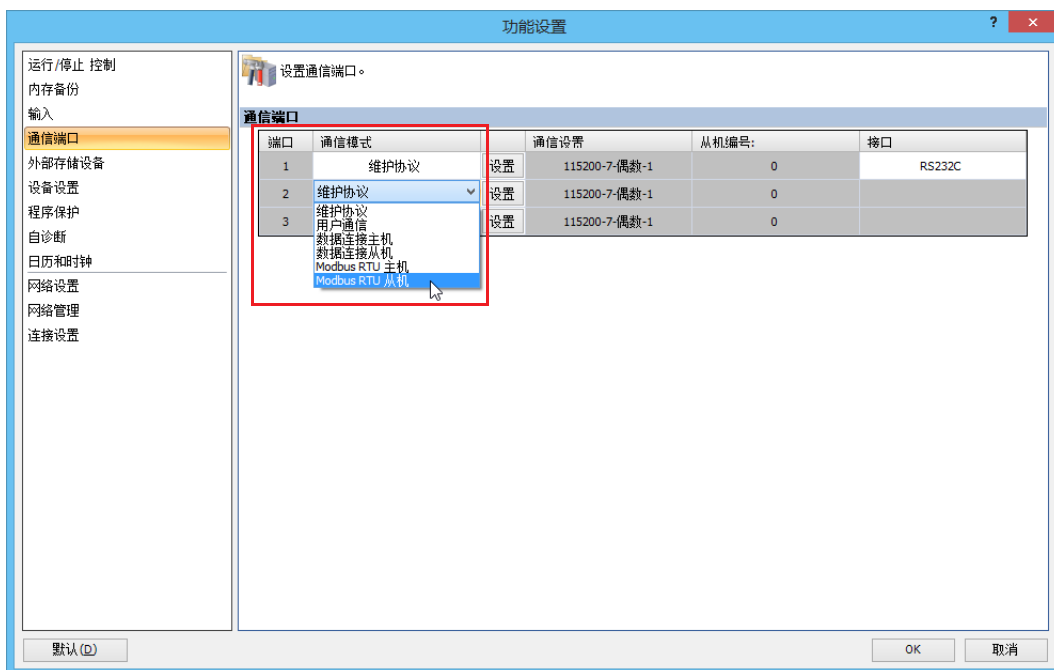 功能设置
?
×
运行/停止 控制
内存备份
输入
通信端口
外部存储设备
设备设置
程序保护
自诊断
日历和时钟
网络设置
网络管理
连接设置
设置通信端口。
通信端口
端口 通信模式 通信设置 从机编号: 接口
1 维护协议 设置 115200-7-偶数-1 0 RS232C
2 维护协议 设置 115200-7-偶数-1 0
3 设置 115200-7-偶数-1 0
维护协议
用户通信
数据连接主机
数据连接从机
Modbus RTU 主机
Modbus RTU 从机
默认(D) OK 取消